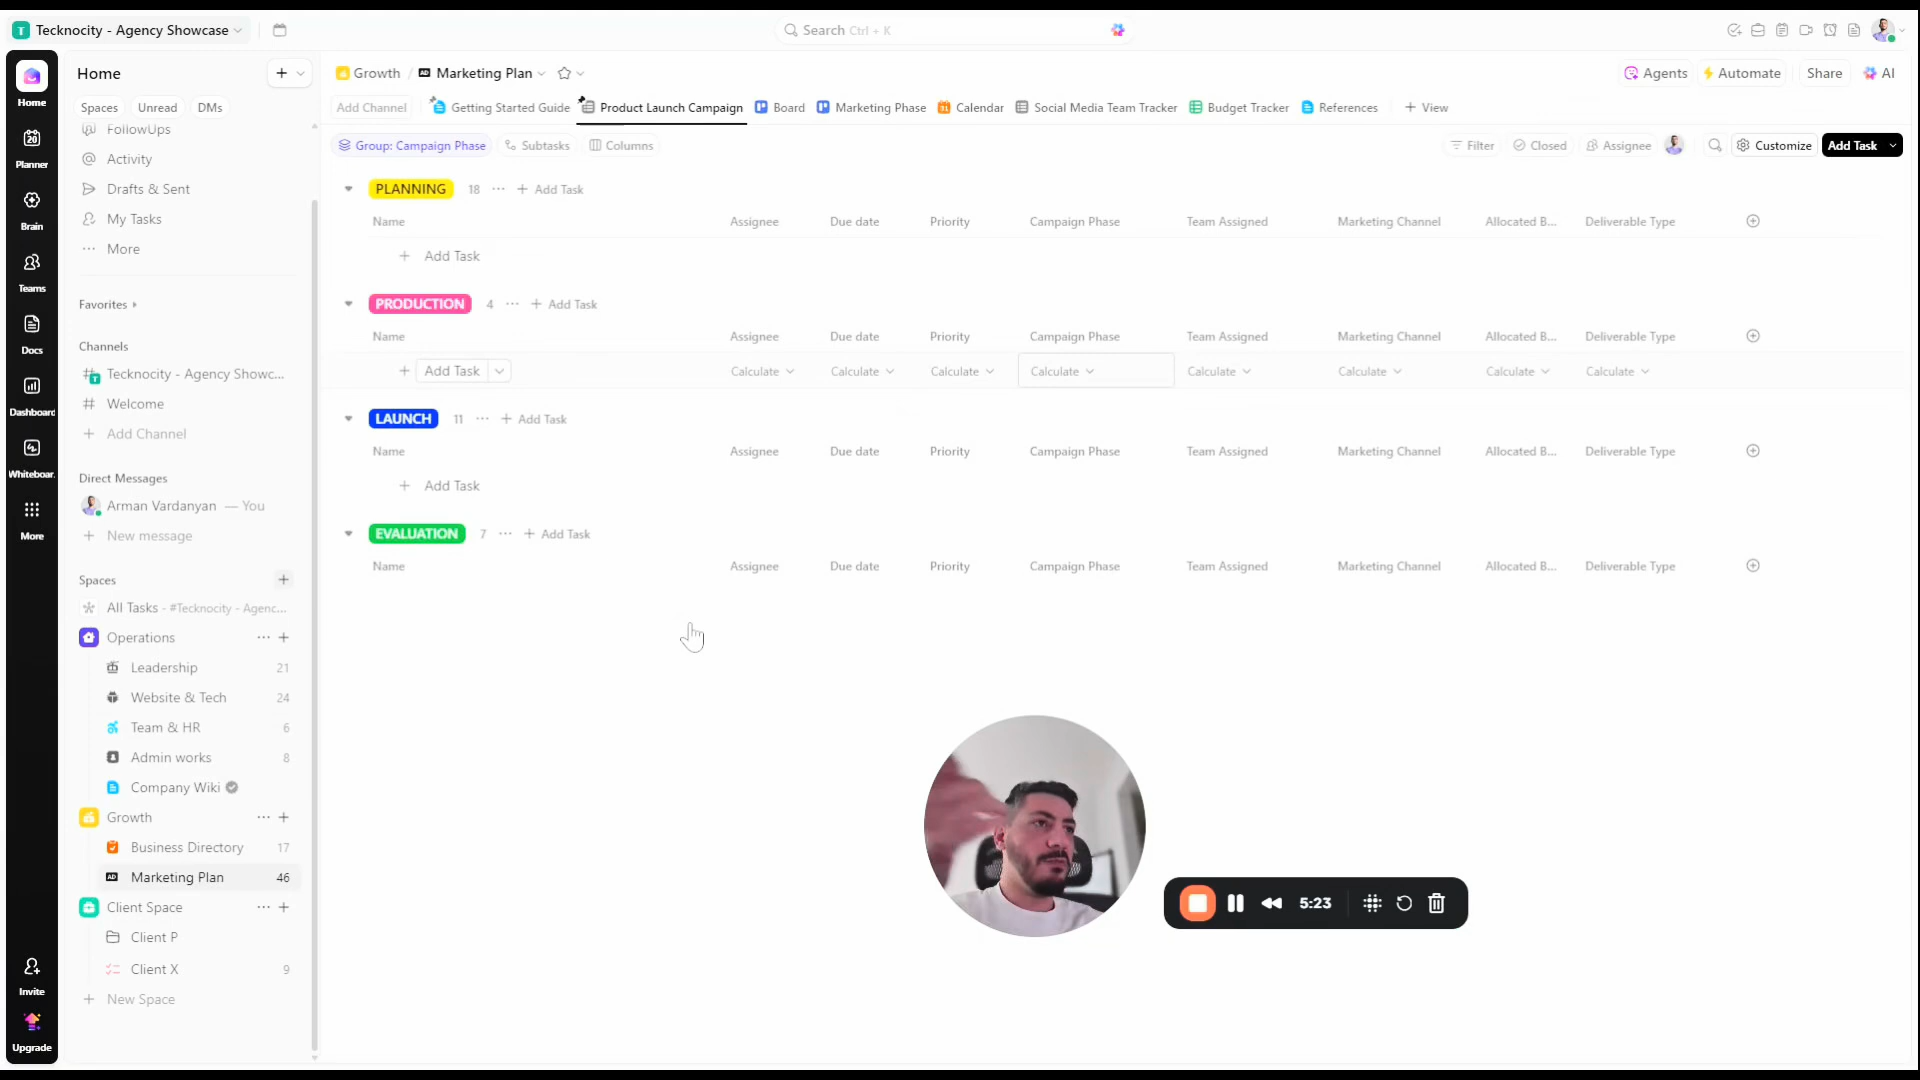 T Tecknocity - Agency Showcase
Search Ctrl + K
Home
Planner
Brain
Teams
Docs
Dashboard
Whiteboar.
More
Invite
Upgrade
Home
Spaces Unread DMs
FollowUps
Activity
Drafts & Sent
My Tasks
More
Favorites
Channels
Tecknocity - Agency Showc...
Welcome
Add Channel
Direct Messages
Arman Vardanyan — You
New message
Spaces
All Tasks - #Tecknocity - Agenc...
Operations
Leadership 21
Website & Tech 24
Team & HR 6
Admin works 8
Company Wiki
Growth
Business Directory 17
Marketing Plan 46
Client Space
Client P
Client X 9
New Space
Growth / Marketing Plan
Agents Automate Share AI
Add Channel Getting Started Guide Product Launch Campaign Board Marketing Phase Calendar Social Media Team Tracker Budget Tracker References + View
Group: Campaign Phase Subtasks Columns Filter Closed Assignee Customize Add Task
PLANNING 18 ... + Add Task
Name Assignee Due date Priority Campaign Phase Team Assigned Marketing Channel Allocated B... Deliverable Type
+ Add Task
PRODUCTION 4 ... + Add Task
Name Assignee Due date Priority Campaign Phase Team Assigned Marketing Channel Allocated B... Deliverable Type
+ Add Task Calculate Calculate Calculate Calculate Calculate Calculate Calculate Calculate
LAUNCH 11 ... + Add Task
Name Assignee Due date Priority Campaign Phase Team Assigned Marketing Channel Allocated B... Deliverable Type
+ Add Task
EVALUATION 7 ... + Add Task
Name Assignee Due date Priority Campaign Phase Team Assigned Marketing Channel Allocated B... Deliverable Type
5:23